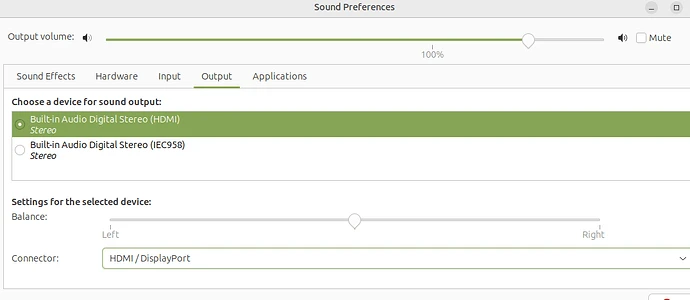 Sound Preferences
Output volume:
Mute
100%
Sound Effects Hardware Input Output Applications
Choose a device for sound output:
Built-in Audio Digital Stereo (HDMI)
Stereo
Built-in Audio Digital Stereo (IEC958)
Stereo
Settings for the selected device:
Balance:
Left Right
Connector: HDMI / DisplayPort